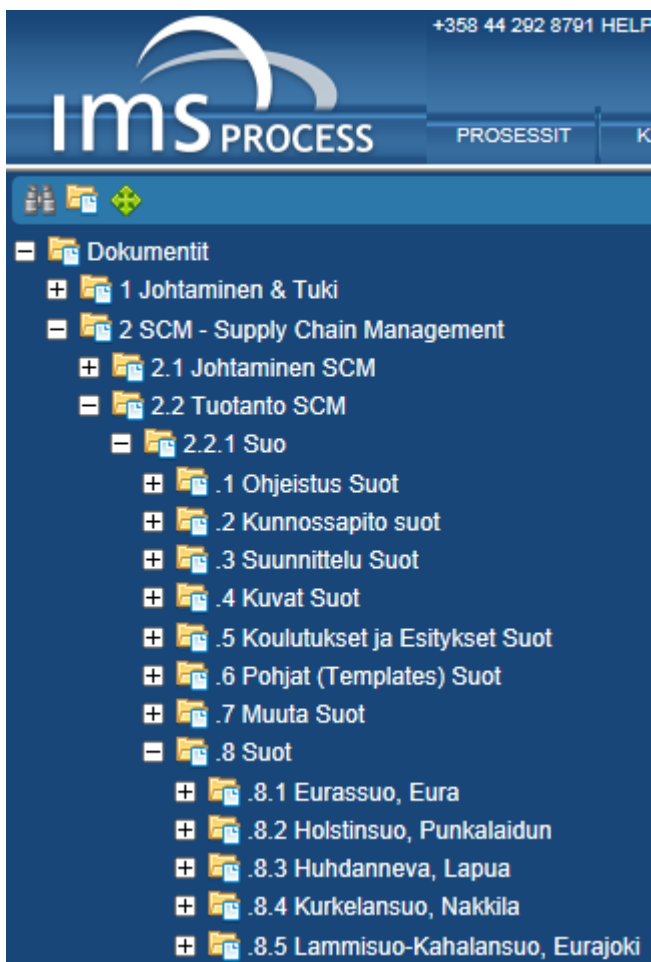 +358 44 292 8791 HELP
IMS PROCESS
PROSESSIT K
Dokumentit
1 Johtaminen & Tuki
2 SCM - Supply Chain Management
2.1 Johtaminen SCM
2.2 Tuotanto SCM
2.2.1 Suo
.1 Ohjeistus Suot
.2 Kunnossapito suot
.3 Suunnittelu Suot
.4 Kuvat Suot
.5 Koulutukset ja Esitykset Suot
.6 Pohjat (Templates) Suot
.7 Muuta Suot
.8 Suot
.8.1 Eurassuo, Eura
.8.2 Holstinsuo, Punkalaidun
.8.3 Huhdanneva, Lapua
.8.4 Kurkelansuo, Nakkila
.8.5 Lammisuo-Kahalansuo, Eurajoki